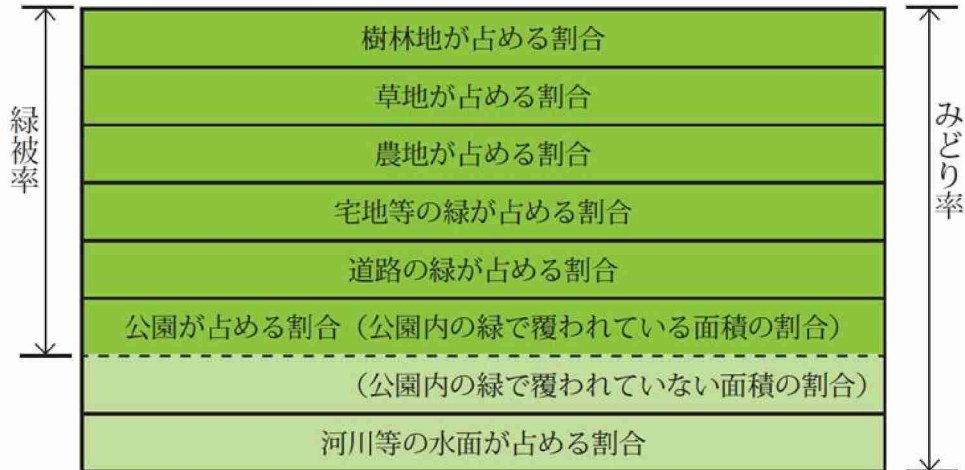 緑被率
樹林地が占める割合
草地が占める割合
農地が占める割合
宅地等の緑が占める割合
道路の緑が占める割合
公園が占める割合（公園内の緑で覆われている面積の割合）
（公園内の緑で覆われていない面積の割合）
河川等の水面が占める割合
みどり率